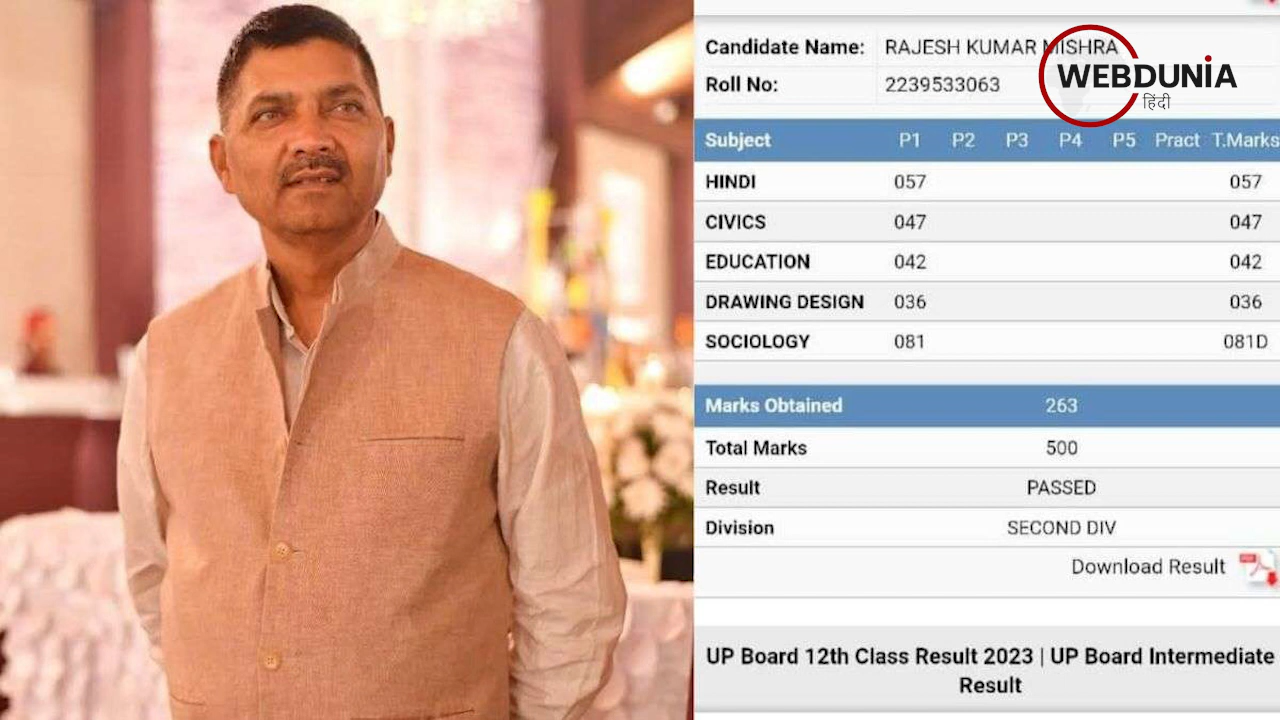 Candidate Name: RAJESH KUMAR MISHRA
Roll No: 2239533063
WEBDUNIA
हिंदी
Subject P1 P2 P3 P4 P5 Pract T.Marks
HINDI 057 057
CIVICS 047 047
EDUCATION 042 042
DRAWING DESIGN 036 036
SOCIOLOGY 081 081D
Marks Obtained 263
Total Marks 500
Result PASSED
Division SECOND DIV
Download Result
UP Board 12th Class Result 2023 | UP Board Intermediate
Result